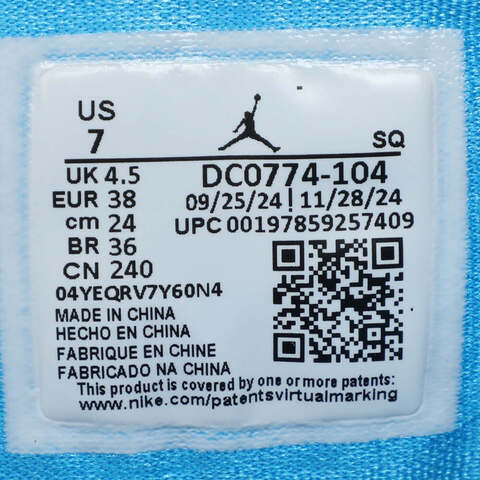 US
7
SQ
UK 4.5
DC0774-104
EUR 38
09/25/24 | 11/28/24
cm 24
UPC 00197859257409
BR 36
CN 240
04YEQRV7Y60N4
MADE IN CHINA
HECHO EN CHINA
FABRIQUE EN CHINE
FABRICADO NA CHINA
This product is covered by one or more patents:
www.nike.com/patentsvirtualmarking